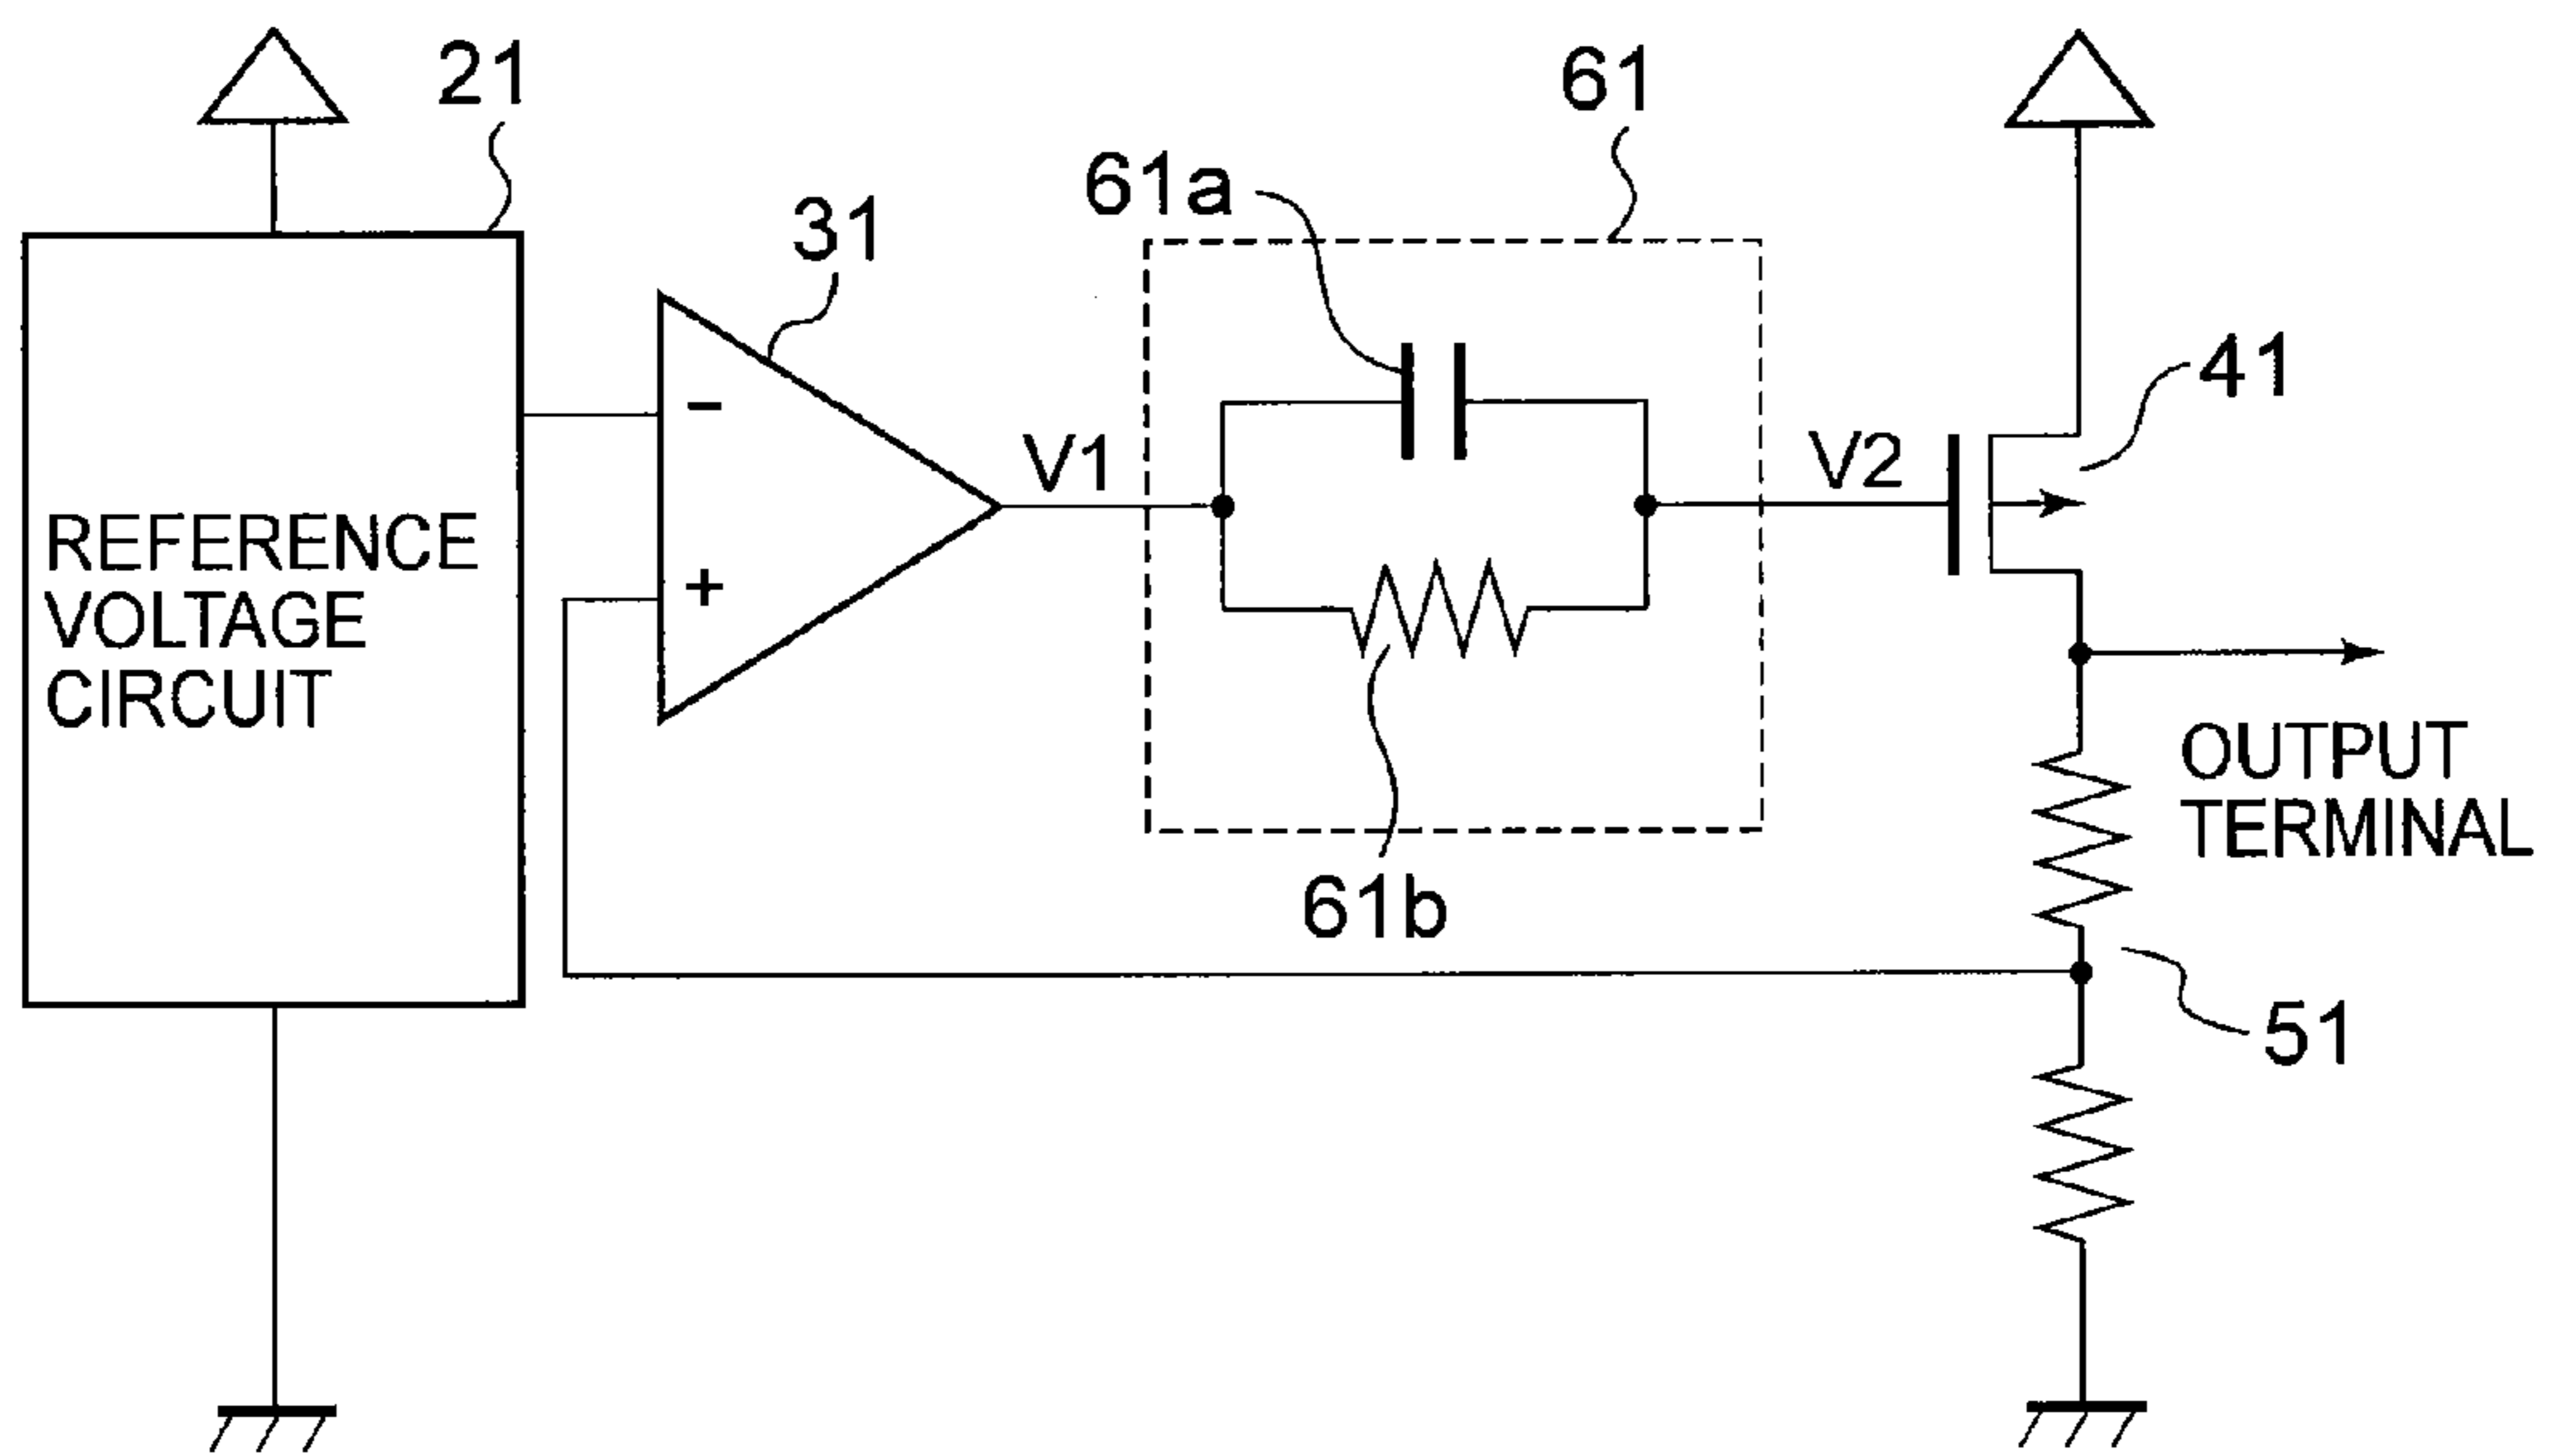 21
61
61a
31
41
V1
V2
-
+
REFERENCE
VOLTAGE
CIRCUIT
OUTPUT
TERMINAL
61b
51